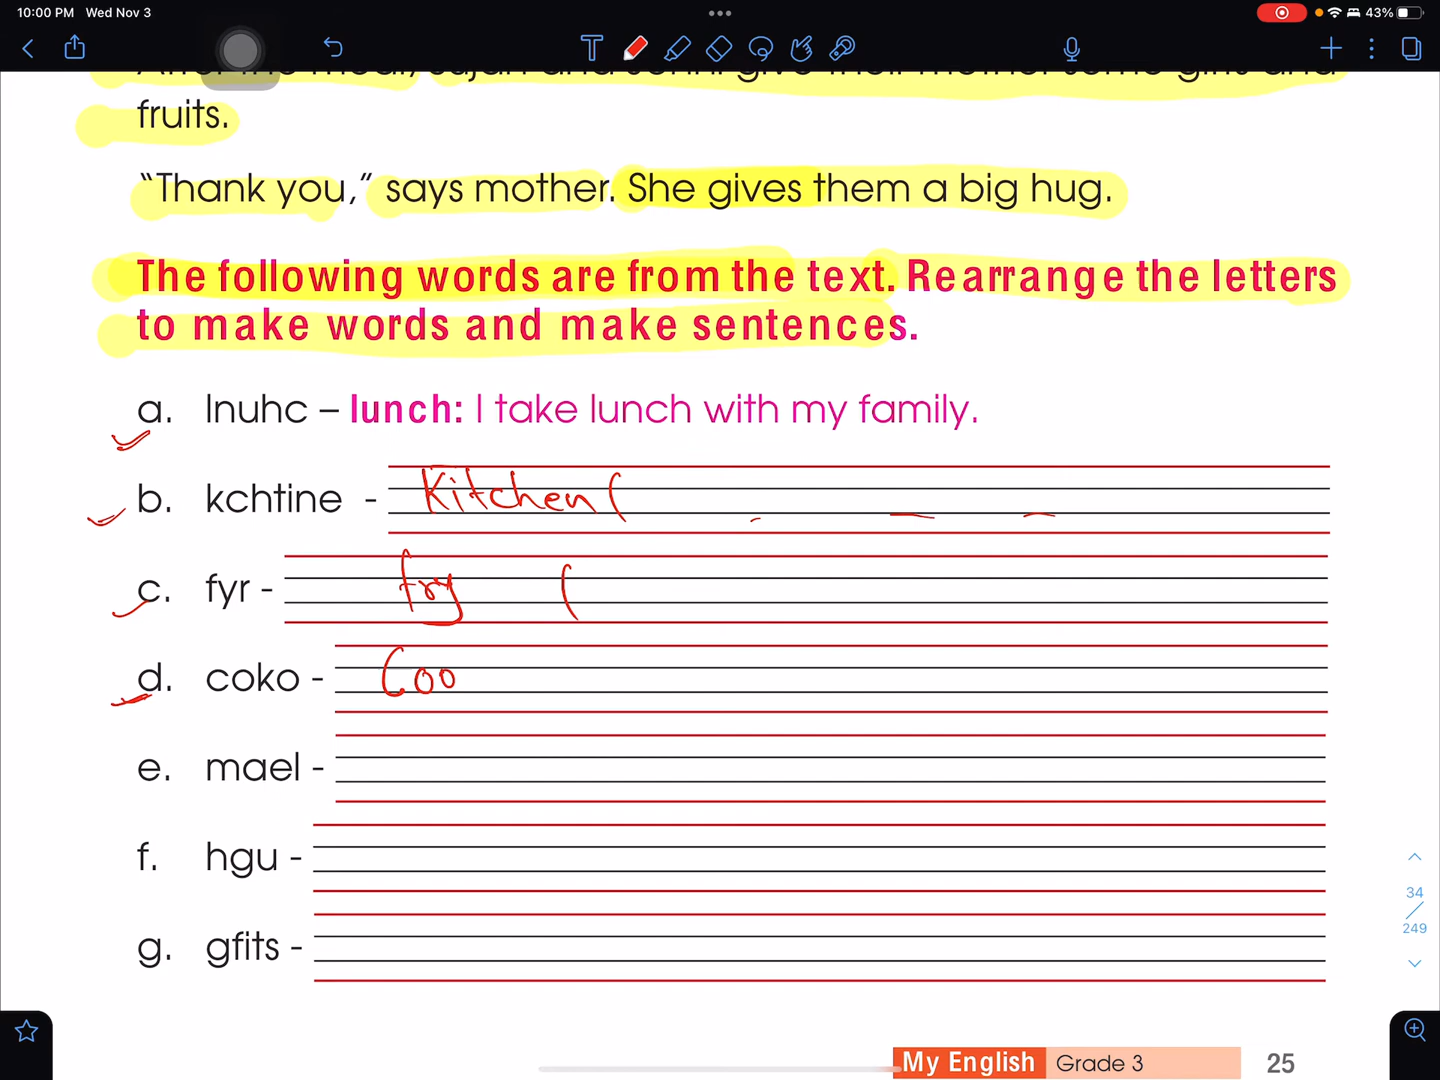 10:00 PM Wed Nov 3
43%
fruits.
“Thank you,” says mother. She gives them a big hug.
The following words are from the text. Rearrange the letters
to make words and make sentences.
a. lnuhc – lunch: I take lunch with my family.
b. kchtine - Kitchen (
c. fyr - fry (
d. coko - Coo
e. mael -
f. hgu -
g. gfits -
34
249
My English Grade 3 25